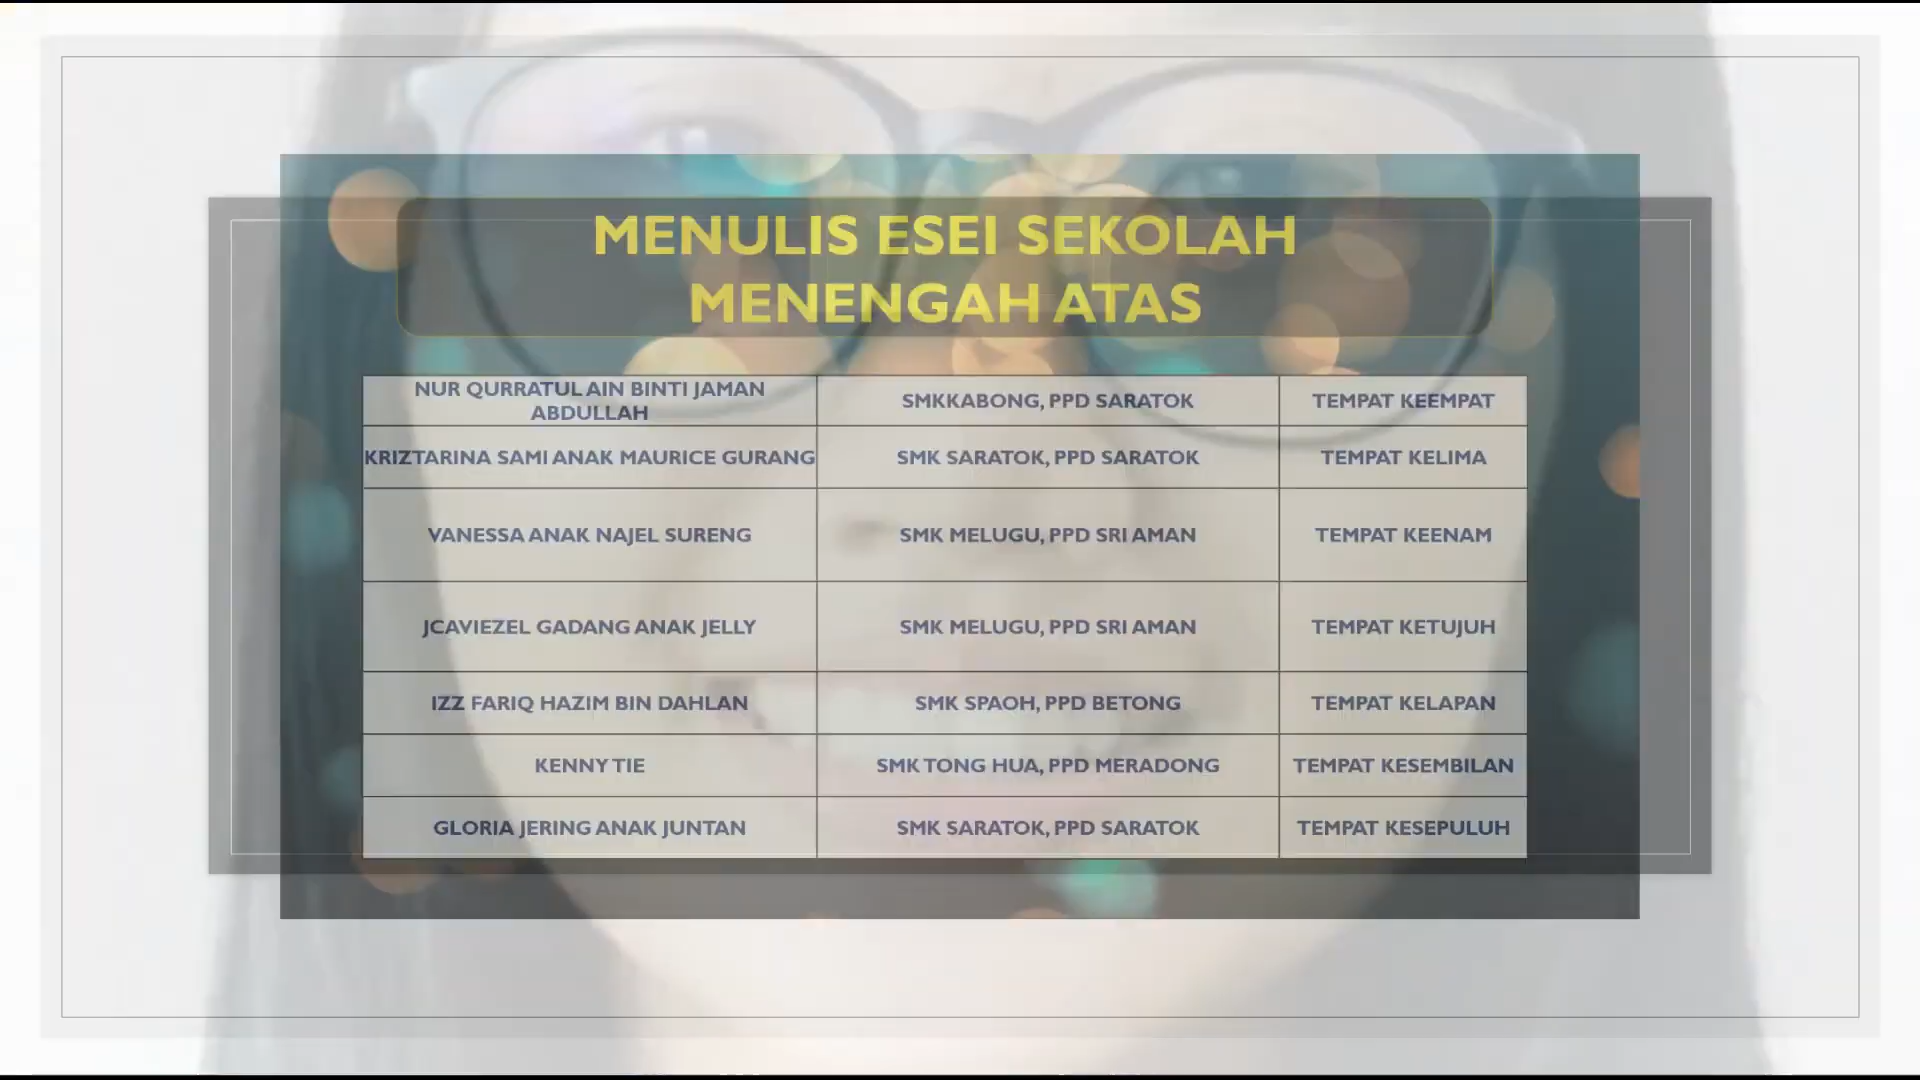 MENULIS ESEI SEKOLAH
MENENGAH ATAS
NUR QURRATUL AIN BINTI JAMAN
ABDULLAH
SMKKABONG, PPD SARATOK
TEMPAT KEEMPAT
KRIZTARINA SAMI ANAK MAURICE GURANG
SMK SARATOK, PPD SARATOK
TEMPAT KELIMA
VANESSA ANAK NAJEL SURENG
SMK MELUGU, PPD SRI AMAN
TEMPAT KEENAM
JCAVIEZEL GADANG ANAK JELLY
SMK MELUGU, PPD SRI AMAN
TEMPAT KETUJUH
IZZ FARIQ HAZIM BIN DAHLAN
SMK SPAOH, PPD BETONG
TEMPAT KELAPAN
KENNY TIE
SMK TONG HUA, PPD MERADONG
TEMPAT KESEMBILAN
GLORIA JERING ANAK JUNTAN
SMK SARATOK, PPD SARATOK
TEMPAT KESEPULUH